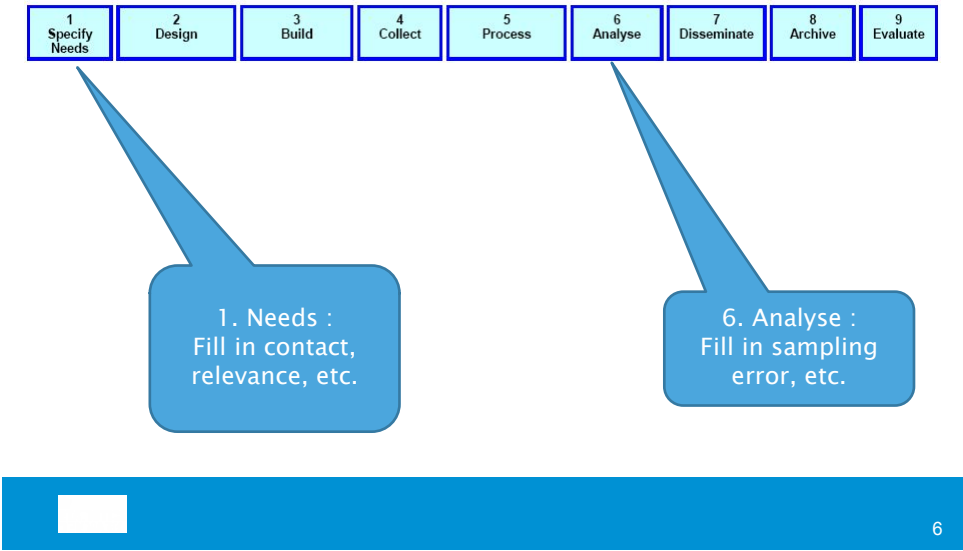 1
Specify
Needs
2
Design
3
Build
4
Collect
5
Process
6
Analyse
7
Disseminate
8
Archive
9
Evaluate
1. Needs :
Fill in contact,
relevance, etc.
6. Analyse :
Fill in sampling
error, etc.
6